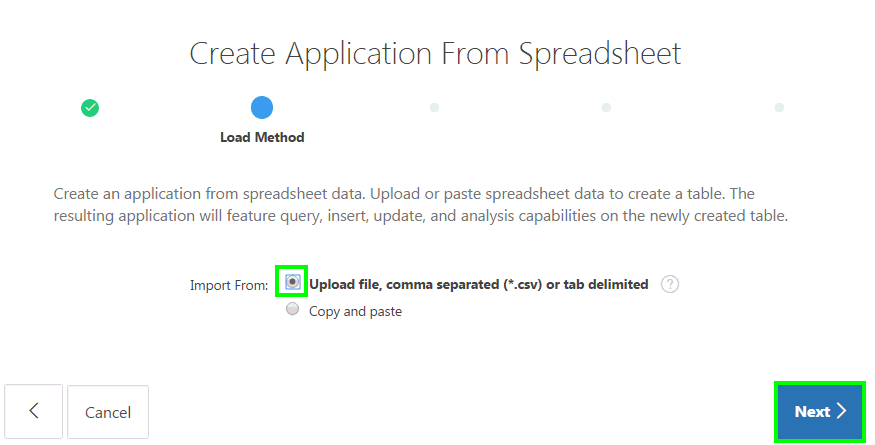 Create Application From Spreadsheet
Load Method
Create an application from spreadsheet data. Upload or paste spreadsheet data to create a table. The
resulting application will feature query, insert, update, and analysis capabilities on the newly created table.
Import From: Upload file, comma separated (*.csv) or tab delimited ?
Copy and paste
Cancel
Next